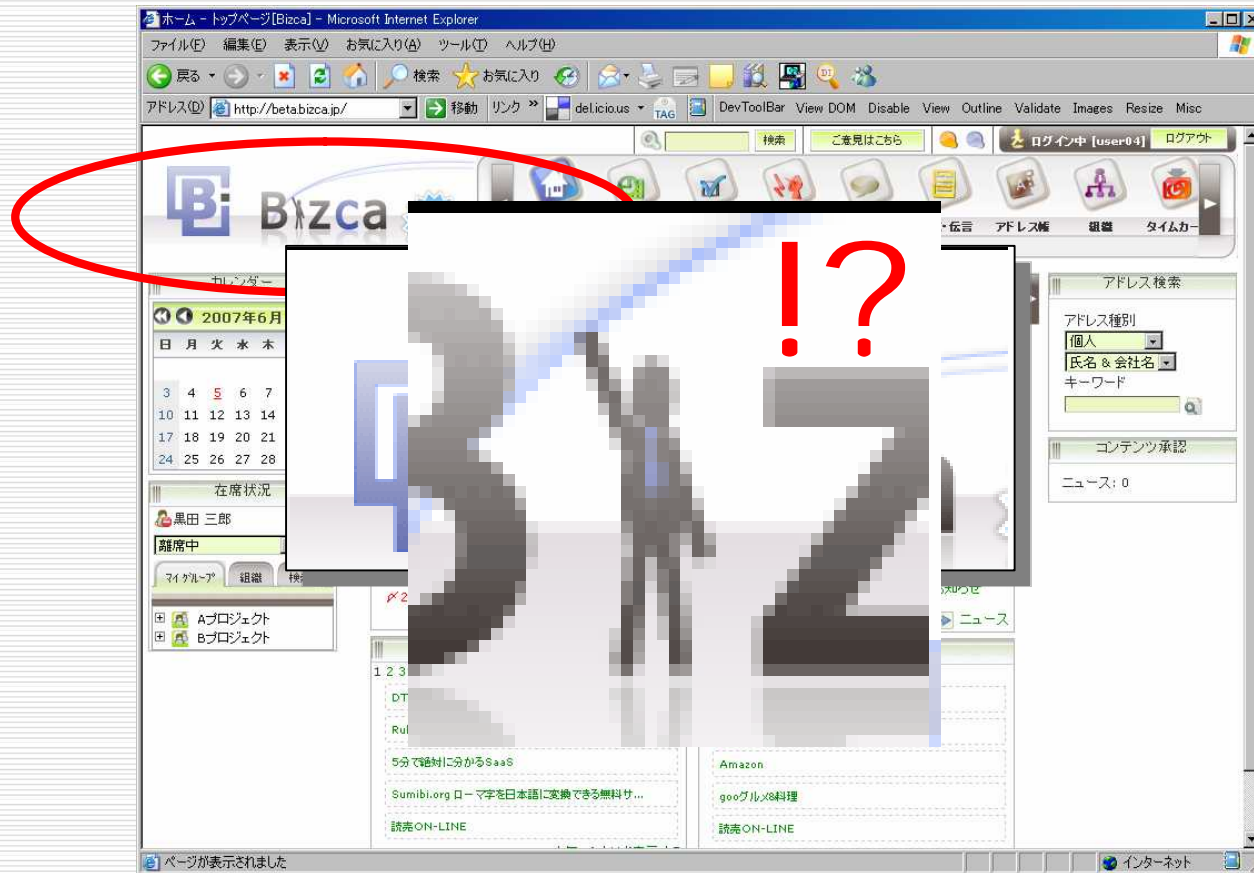 ホーム - トップページ[Bizca] - Microsoft Internet Explorer
ファイル(F) 編集(E) 表示(V) お気に入り(A) ツール(T) ヘルプ(H)
戻る 検索 お気に入り
アドレス(D) http://beta.bizca.jp/ 移動 リンク » del.icio.us TAG DevToolBar View DOM Disable View Outline Validate Images Resize Misc
検索 ご意見はこちら ログイン中 [user04] ログアウト
Bizca
・伝言 アドレス帳 組織 タイムカー
!?
BIZ
カレンダー
2007年6月
日 月 火 水 木
3 4 5 6 7
10 11 12 13 14
17 18 19 20 21
24 25 26 27 28
在席状況
黒田 三郎
離席中
マイグループ 組織
Aプロジェクト
Bプロジェクト
アドレス検索
アドレス種別
個人
氏名 & 会社名
キーワード
コンテンツ承認
ニュース: 0
ニュース
1 2 3
DT
Ru
5分で絶対に分かるSaaS
Sumibi.org ローマ字を日本語に変換できる無料サ...
読売ON-LINE
Amazon
gooグルメ&料理
読売ON-LINE
ページが表示されました
インターネット